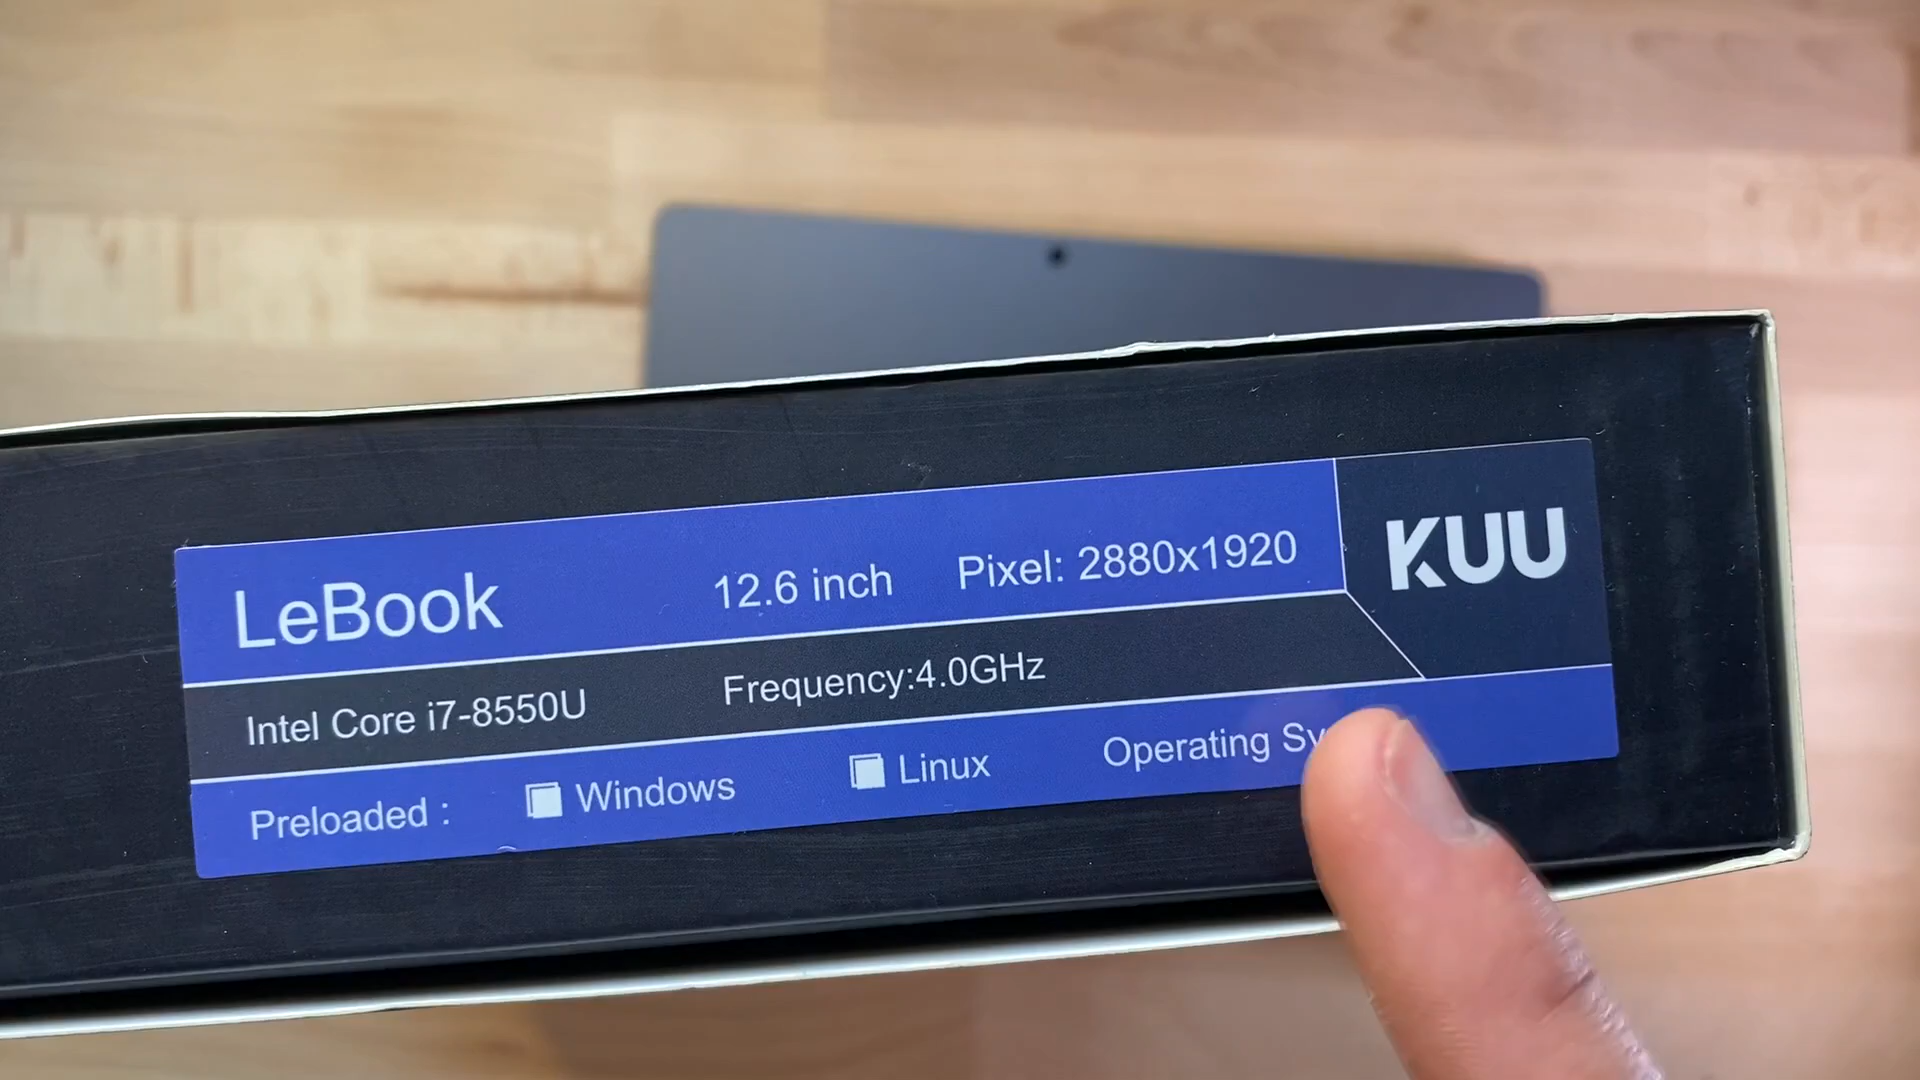 LeBook 12.6 inch Pixel: 2880x1920
KUU
Intel Core i7-8550U Frequency:4.0GHz
Preloaded : Windows Linux Operating